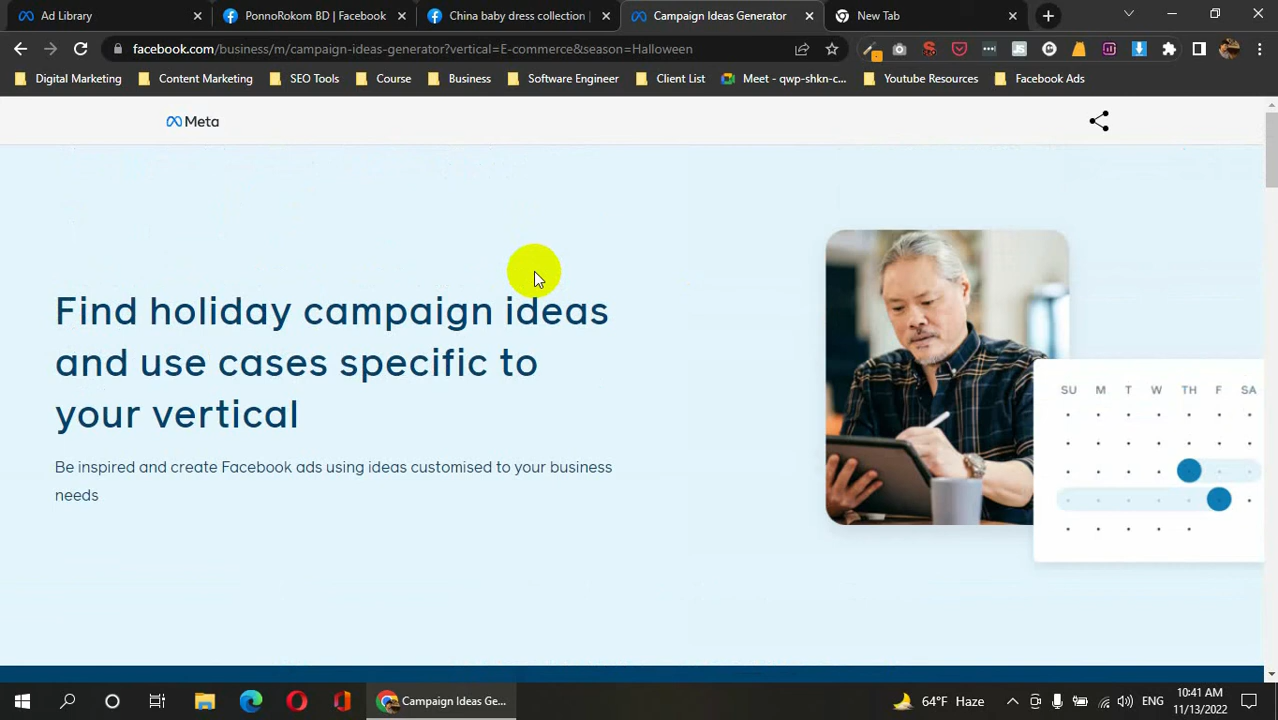 Ad Library
PonnoRokom BD | Facebook
China baby dress collection |
Campaign Ideas Generator
New Tab
facebook.com/business/m/campaign-ideas-generator?vertical=E-commerce&season=Halloween
Digital Marketing
Content Marketing
SEO Tools
Course
Business
Software Engineer
Client List
Meet - qwp-shkn-c...
Youtube Resources
Facebook Ads
Meta
Find holiday campaign ideas
and use cases specific to
your vertical
Be inspired and create Facebook ads using ideas customised to your business
needs
SU M T W TH F SA
Campaign Ideas Ge...
64°F Haze
ENG
10:41 AM
11/13/2022